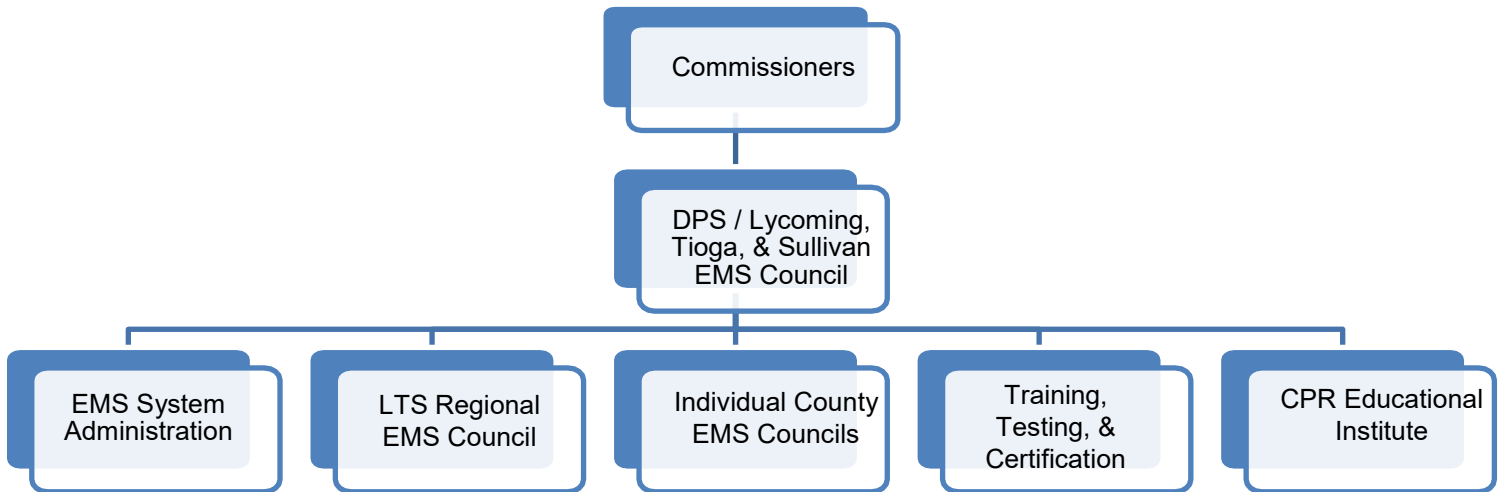 Commissioners
DPS / Lycoming,
Tioga, & Sullivan
EMS Council
EMS System
Administration
LTS Regional
EMS Council
Individual County
EMS Councils
Training,
Testing, &
Certification
CPR Educational
Institute